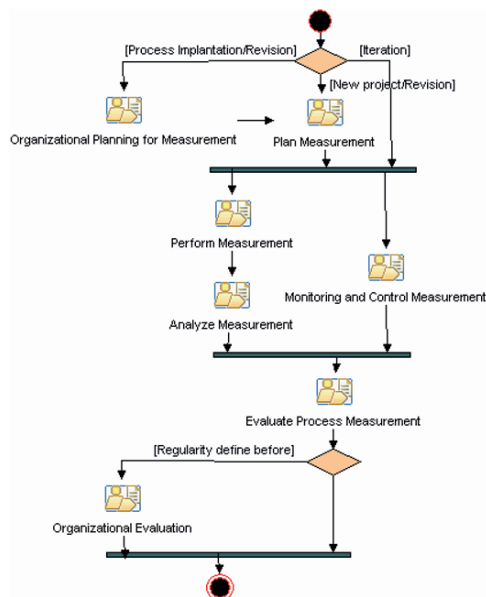 [Process Implantation/Revision]
[Iteration]
[New project/Revision]
Organizational Planning for Measurement
Plan Measurement
Perform Measurement
Monitoring and Control Measurement
Analyze Measurement
Evaluate Process Measurement
[Regularity define before]
Organizational Evaluation